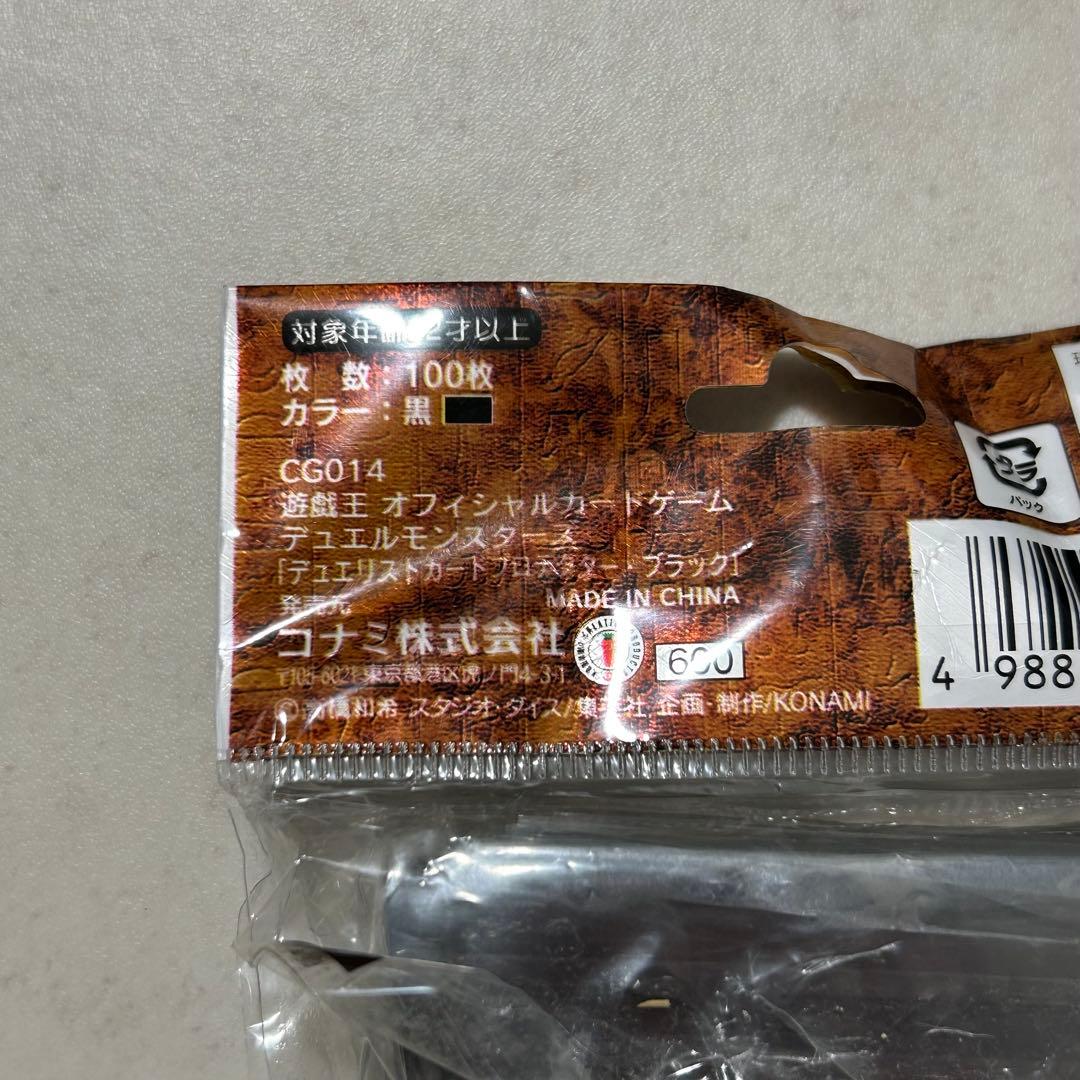 対象年齢12才以上
枚 数：100枚
カラー：黒
CG014
遊戯王 オフィシャルカードゲーム
デュエルモンスターズ
「デュエリストカードプロテクター・ブラック」
発売元 MADE IN CHINA
コナミ株式会社
600
東京都港区虎ノ門4-3-1
©高橋和希 スタジオ・ダイス/集英社 企画・制作/KONAMI
パック
4 988